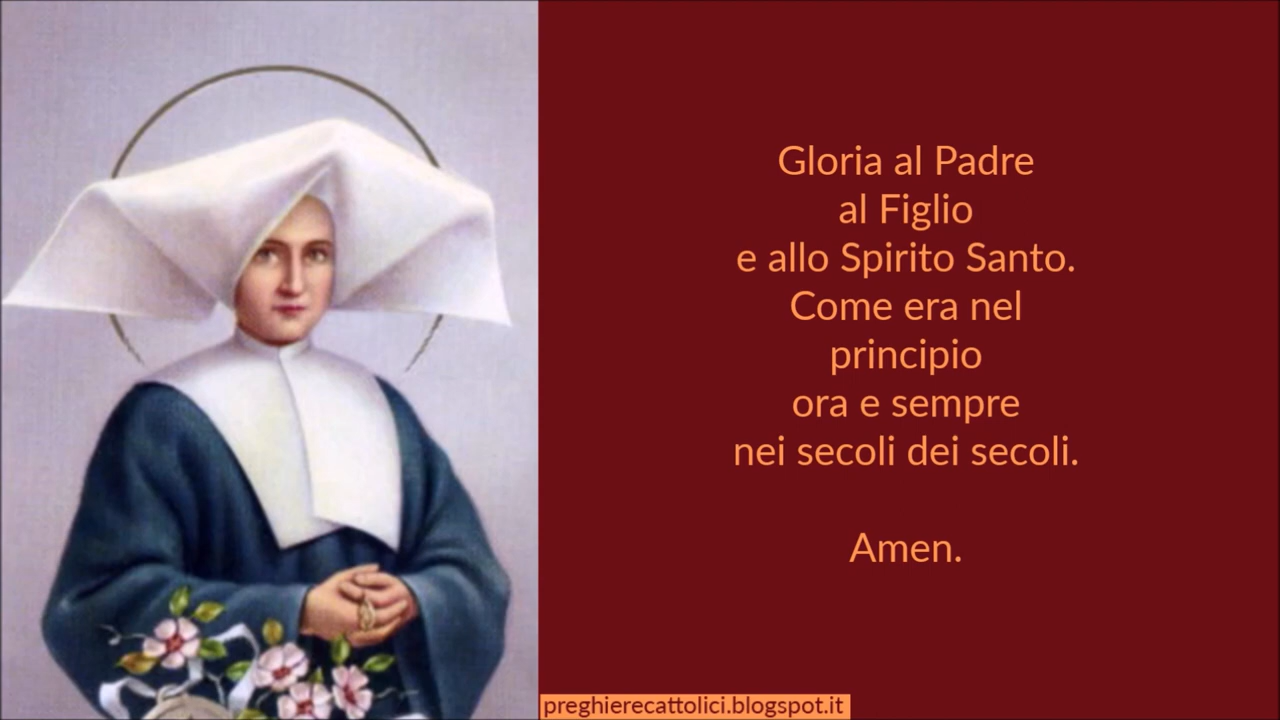 Gloria al Padre
al Figlio
e allo Spirito Santo.
Come era nel
principio
ora e sempre
nei secoli dei secoli.
Amen.
preghierecattolici.blogspot.it